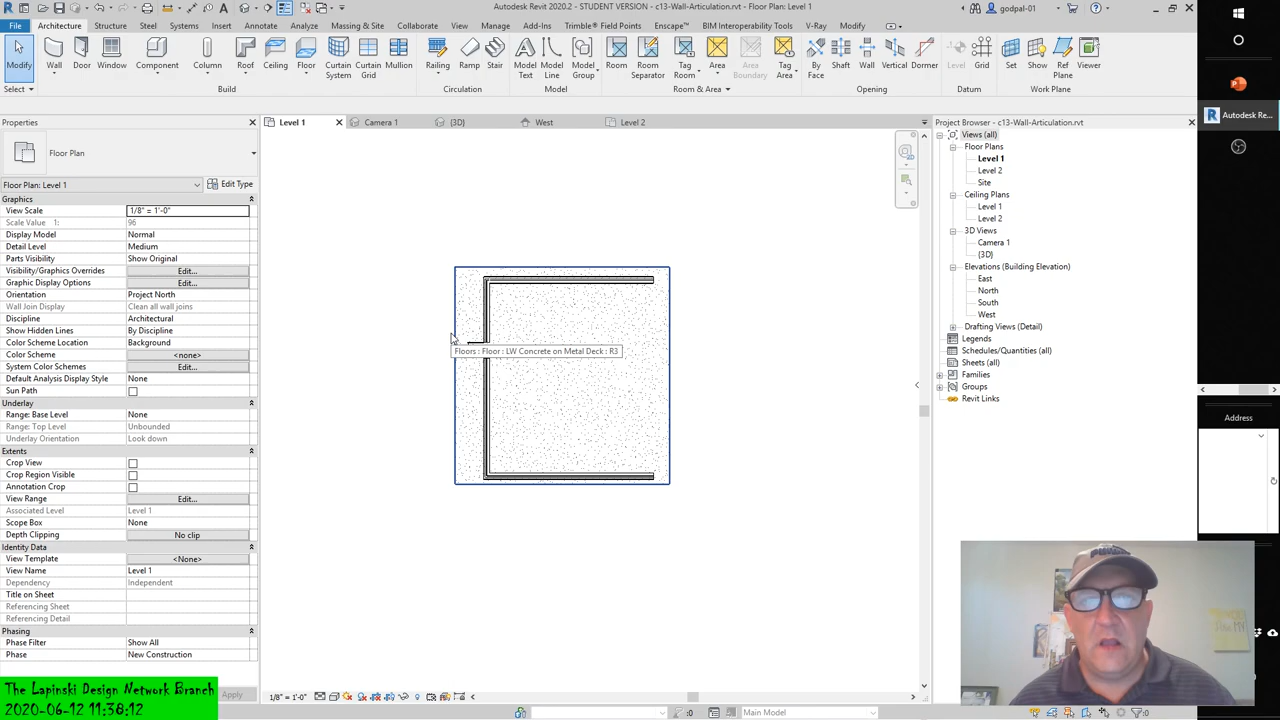 Autodesk Revit 2020.2 - STUDENT VERSION - c13-Wall-Articulation.rvt - Floor Plan: Level 1
godpal-01
File Architecture Structure Steel Systems Insert Annotate Analyze Massing & Site Collaborate View Manage Add-Ins Trimble® Field Points Enscape™ BIM Interoperability Tools V-Ray Modify
Modify Wall Door Window Component Column Roof Ceiling Floor Curtain System Curtain Grid Mullion Railing Ramp Stair Model Text Model Line Model Group Room Room Separator Tag Room Area Area Boundary Tag Area By Face Shaft Wall Vertical Dormer Level Grid Set Show Ref Plane Viewer
Select Build Circulation Model Room & Area Opening Datum Work Plane
Autodesk Re...
Properties
Floor Plan
Floor Plan: Level 1
Edit Type
Graphics
View Scale 1/8" = 1'-0"
Scale Value 1: 96
Display Model Normal
Detail Level Medium
Parts Visibility Show Original
Visibility/Graphics Overrides Edit...
Graphic Display Options Edit...
Orientation Project North
Wall Join Display Clean all wall joins
Discipline Architectural
Show Hidden Lines By Discipline
Color Scheme Location Background
Color Scheme <none>
System Color Schemes Edit...
Default Analysis Display Style None
Sun Path
Underlay
Range: Base Level None
Range: Top Level Unbounded
Underlay Orientation Look down
Extents
Crop View
Crop Region Visible
Annotation Crop
View Range Edit...
Associated Level Level 1
Scope Box None
Depth Clipping No clip
Identity Data
View Template <None>
View Name Level 1
Dependency Independent
Title on Sheet
Referencing Sheet
Referencing Detail
Phasing
Phase Filter Show All
Phase New Construction
Apply
The Lapinski Design Network Branch
2020-06-12 11:38:12
Level 1 Camera 1 {3D} West Level 2
Floors : Floor : LW Concrete on Metal Deck : R3
1/8" = 1'-0"
:0 Main Model
:0
Project Browser - c13-Wall-Articulation.rvt
Views (all)
Floor Plans
Level 1
Level 2
Site
Ceiling Plans
Level 1
Level 2
3D Views
Camera 1
{3D}
Elevations (Building Elevation)
East
North
South
West
Drafting Views (Detail)
Legends
Schedules/Quantities (all)
Sheets (all)
Families
Groups
Revit Links
Address